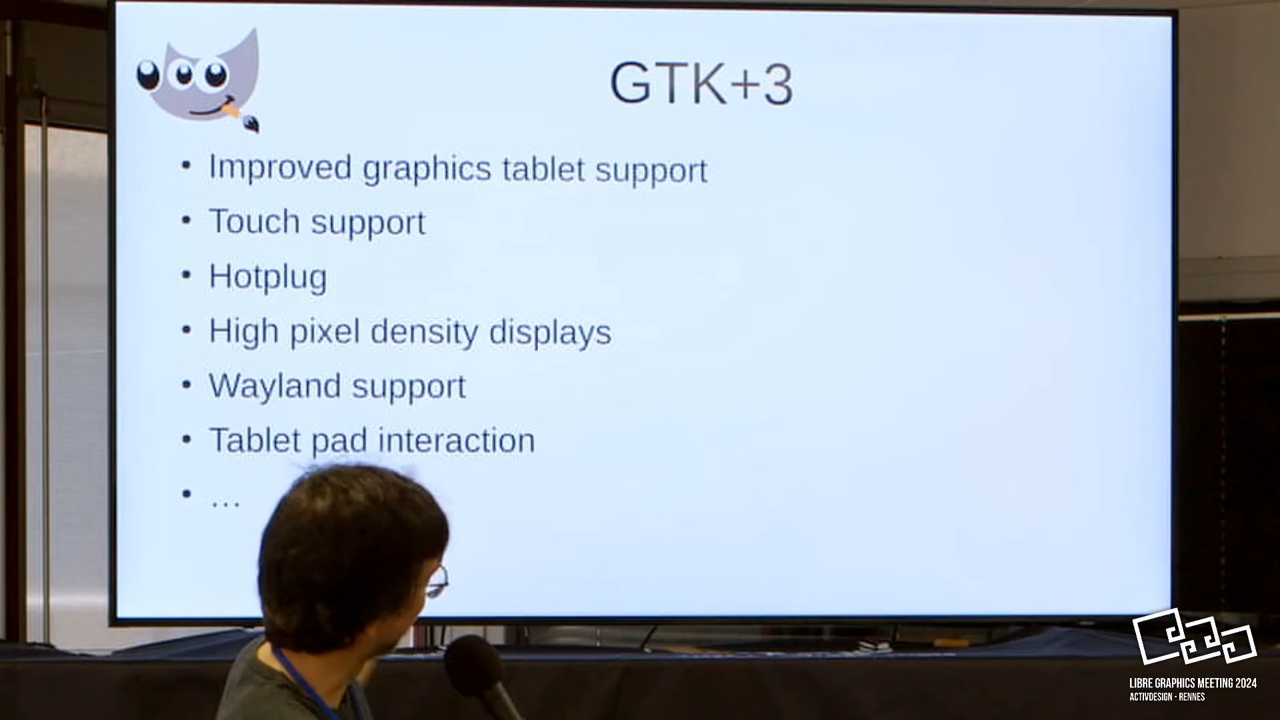 GTK+3
• Improved graphics tablet support
• Touch support
• Hotplug
• High pixel density displays
• Wayland support
• Tablet pad interaction
• ...
LIBRE GRAPHICS MEETING 2024
ACTIVDESIGN - RENNES